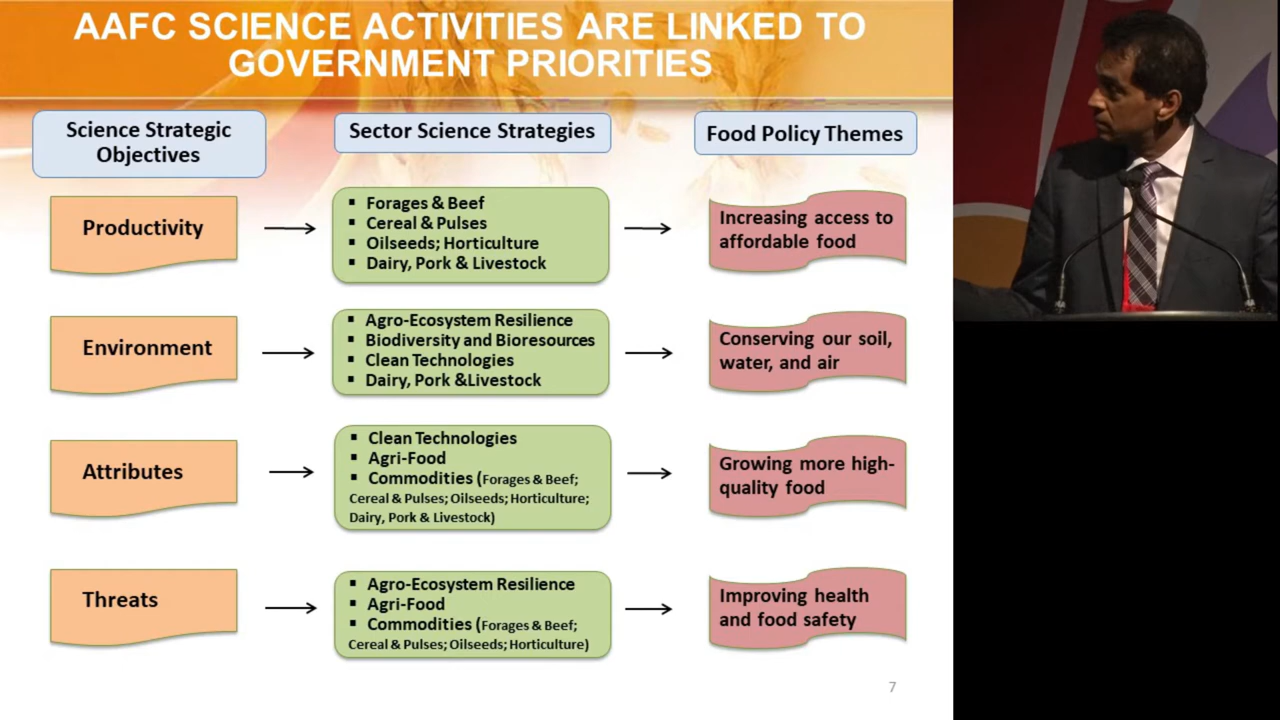 AAFC SCIENCE ACTIVITIES ARE LINKED TO
GOVERNMENT PRIORITIES
Science Strategic
Objectives
Sector Science Strategies
Food Policy Themes
Productivity
▪ Forages & Beef
▪ Cereal & Pulses
▪ Oilseeds; Horticulture
▪ Dairy, Pork & Livestock
Increasing access to
affordable food
Environment
▪ Agro-Ecosystem Resilience
▪ Biodiversity and Bioresources
▪ Clean Technologies
▪ Dairy, Pork &Livestock
Conserving our soil,
water, and air
Attributes
▪ Clean Technologies
▪ Agri-Food
▪ Commodities (Forages & Beef;
Cereal & Pulses; Oilseeds; Horticulture;
Dairy, Pork & Livestock)
Growing more high-
quality food
Threats
▪ Agro-Ecosystem Resilience
▪ Agri-Food
▪ Commodities (Forages & Beef;
Cereal & Pulses; Oilseeds; Horticulture)
Improving health
and food safety
7